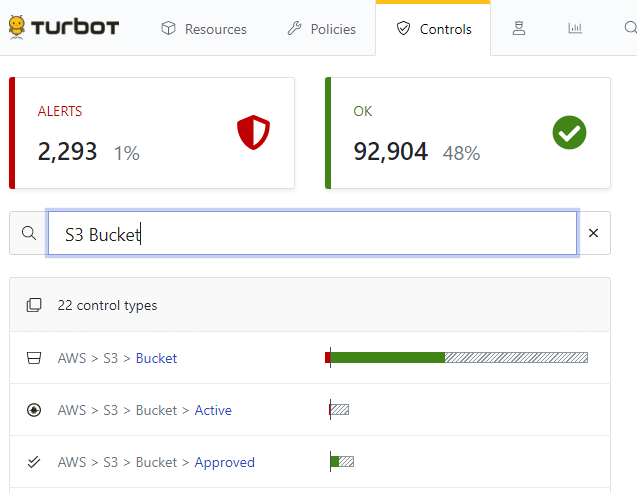 TURBOT Resources Policies Controls
ALERTS
2,293 1%
OK
92,904 48%
S3 Bucket
22 control types
AWS > S3 > Bucket
AWS > S3 > Bucket > Active
AWS > S3 > Bucket > Approved